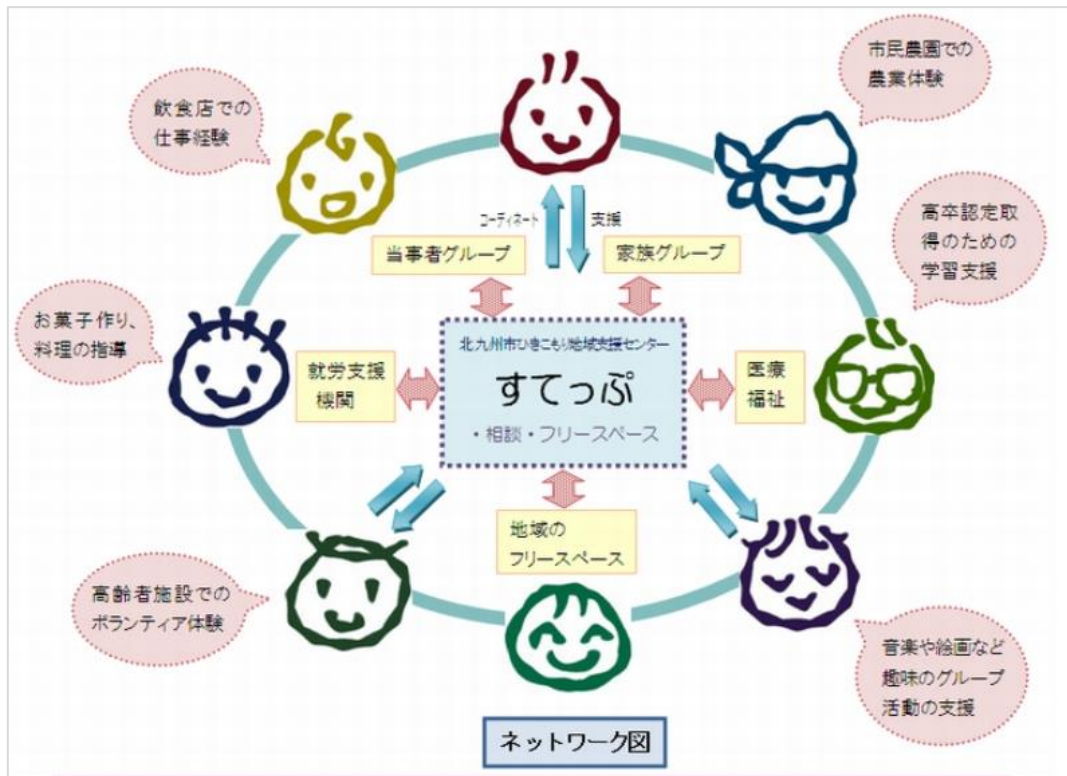 市民農園での
農業体験
飲食店での
仕事経験
高卒認定取
得のための
学習支援
コーディネート
支援
当事者グループ
家族グループ
お菓子作り、
料理の指導
北九州市ひきこもり地域支援センター
すてっぷ
・相談・フリースペース
就労支援
機関
医療
福祉
地域の
フリースペース
高齢者施設での
ボランティア体験
音楽や絵画など
趣味のグループ
活動の支援
ネットワーク図